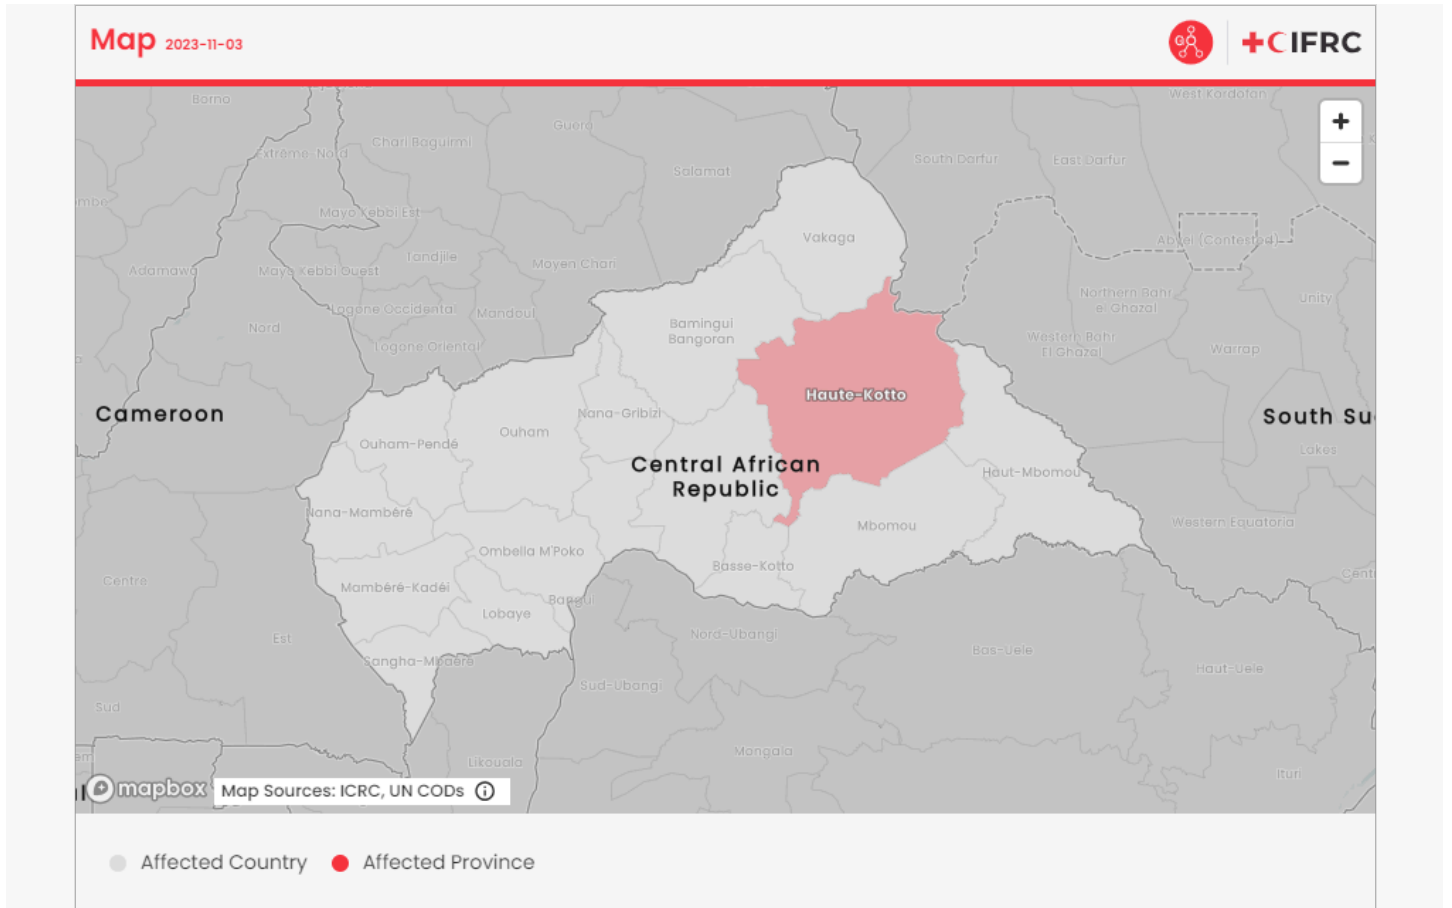 Map 2023-11-03
GO
IFRC
+
−
Borno
West Kordofan
Guera
Extrême-Nord
Chari Baguirmi
Salamat
South Darfur
East Darfur
Mayo Kebbi Est
Vakaga
Abyei (Contested)
Adamawa
Mayo Kebbi Ouest
Tandjile
Moyen Chari
Northern Bahr
el Ghazal
Unity
Logone Occidental
Mandoul
Nord
Bamingui
Bangoran
Western Bahr
El Ghazal
Warrap
Logone Oriental
Haute-Kotto
Cameroon
Nana-Gribizi
South Su
Ouham-Pendé
Ouham
Lakes
Central African
Republic
Haut-Mbomou
Nana-Mambéré
Mbomou
Western Equatoria
Ombella M'Poko
Basse-Kotto
Centre
Mambéré-Kadéi
Bangui
Lobaye
Est
Nord-Ubangi
Bas-Uele
Sangha-Mbaéré
Haut-Uele
Sud-Ubangi
Sud
Mongala
Likouala
Ituri
mapbox
Map Sources: ICRC, UN CODs
Affected Country
Affected Province